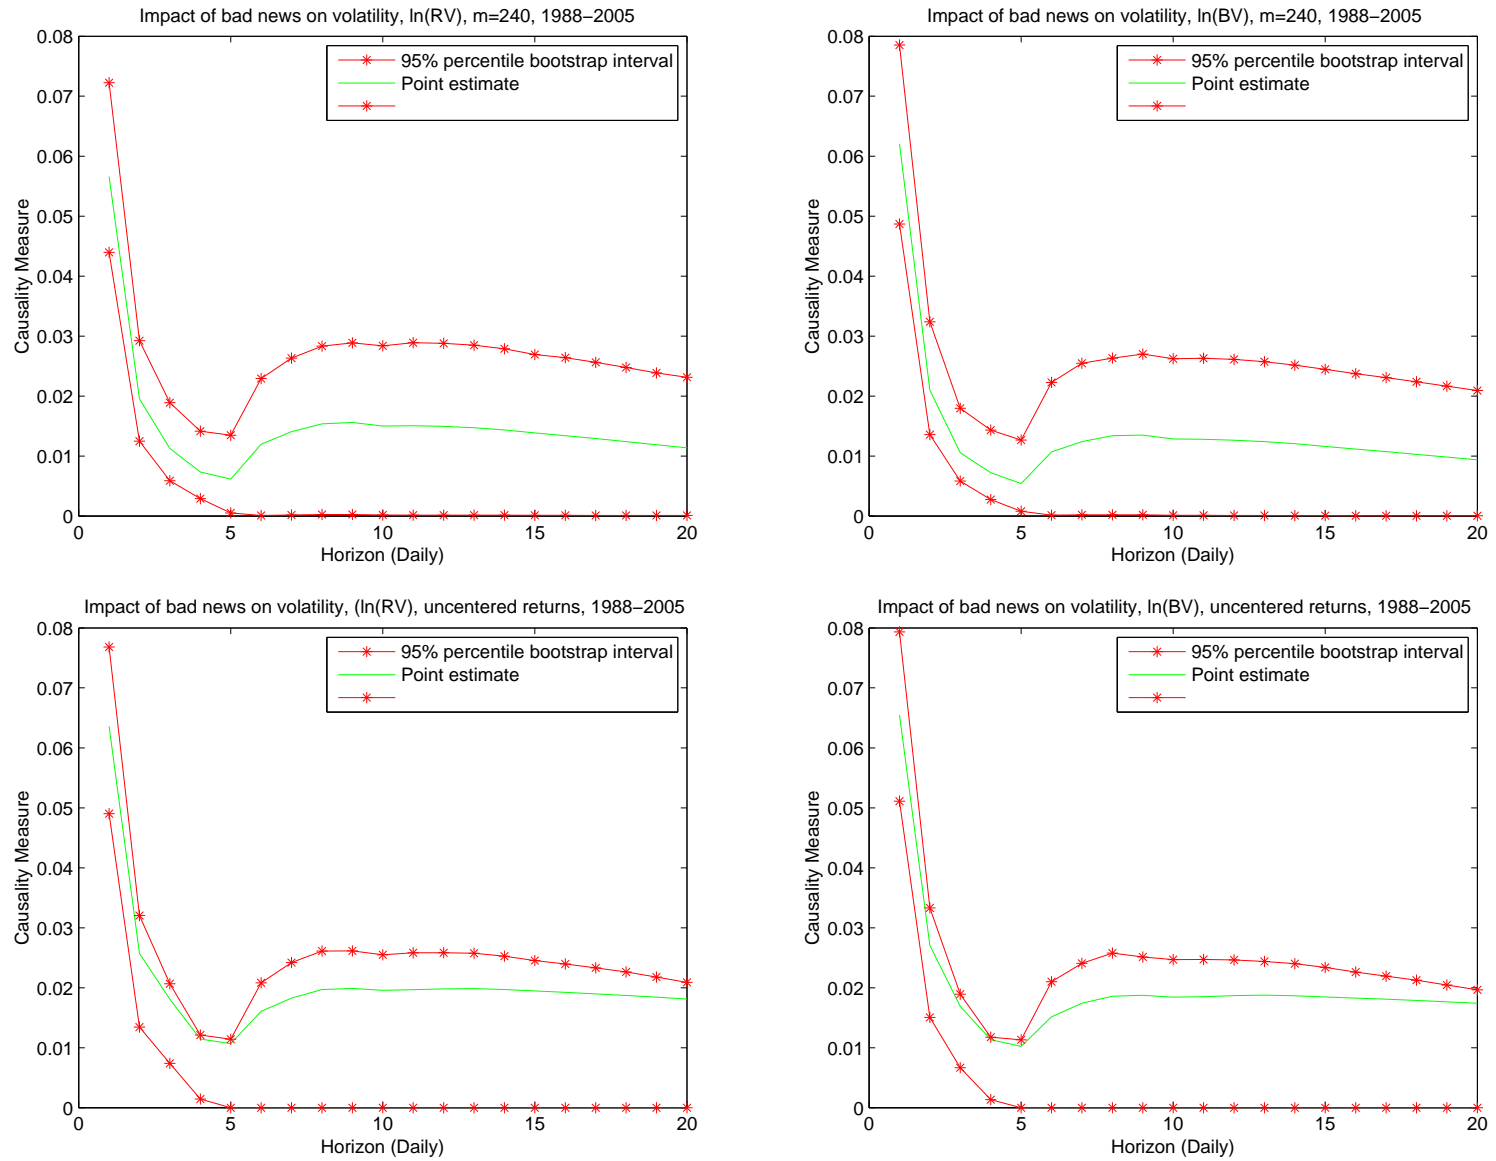 Impact of bad news on volatility, ln(RV), m=240, 1988−2005
0.08
0.07
0.06
0.05
0.04
0.03
0.02
0.01
0
Causality Measure
95% percentile bootstrap interval
Point estimate
0 5 10 15 20
Horizon (Daily)
Impact of bad news on volatility, ln(BV), m=240, 1988−2005
0.08
0.07
0.06
0.05
0.04
0.03
0.02
0.01
0
Causality Measure
95% percentile bootstrap interval
Point estimate
0 5 10 15 20
Horizon (Daily)
Impact of bad news on volatility, (ln(RV), uncentered returns, 1988−2005
0.08
0.07
0.06
0.05
0.04
0.03
0.02
0.01
0
Causality Measure
95% percentile bootstrap interval
Point estimate
0 5 10 15 20
Horizon (Daily)
Impact of bad news on volatility, ln(BV), uncentered returns, 1988−2005
0.08
0.07
0.06
0.05
0.04
0.03
0.02
0.01
0
Causality Measure
95% percentile bootstrap interval
Point estimate
0 5 10 15 20
Horizon (Daily)